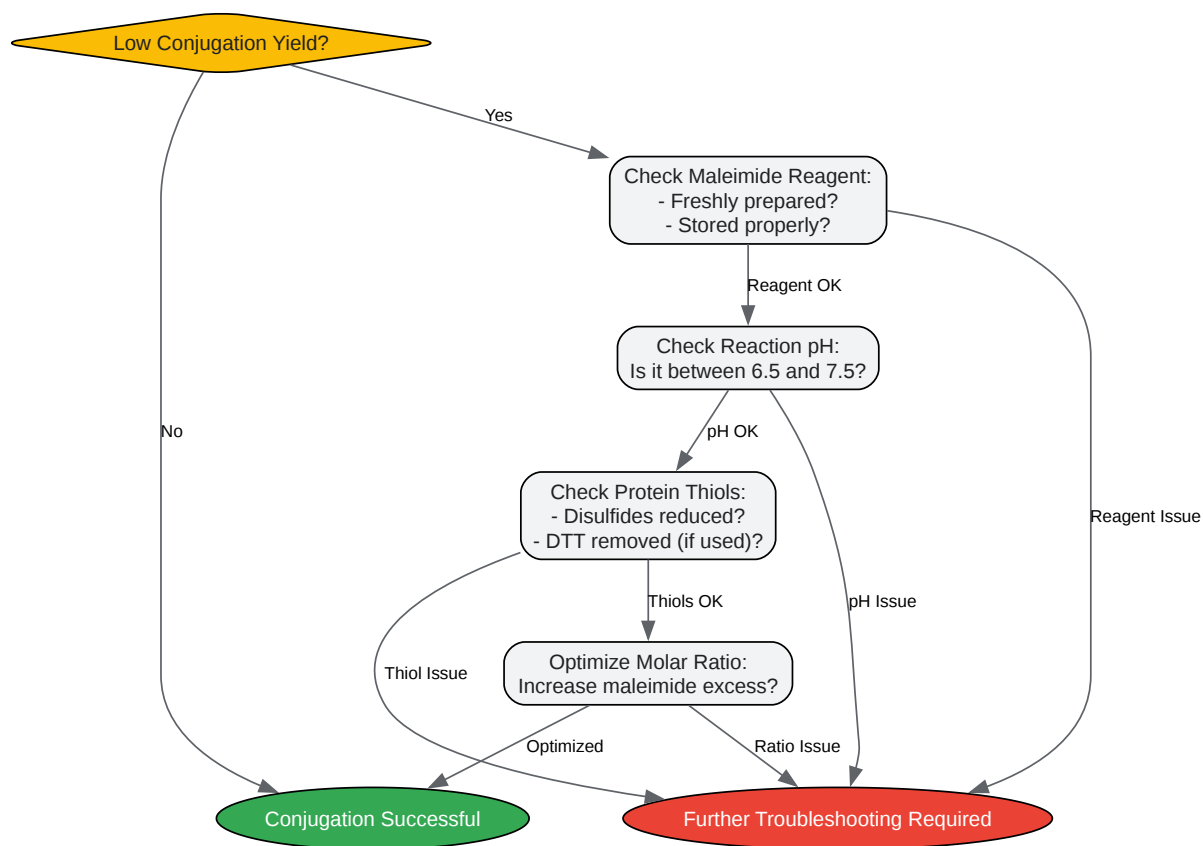 Low Conjugation Yield?
Yes
Check Maleimide Reagent:
- Freshly prepared?
- Stored properly?
Reagent OK
Check Reaction pH:
Is it between 6.5 and 7.5?
No
pH OK
Check Protein Thiols:
- Disulfides reduced?
- DTT removed (if used)?
Reagent Issue
Thiols OK
pH Issue
Optimize Molar Ratio:
Increase maleimide excess?
Thiol Issue
Optimized
Ratio Issue
Conjugation Successful
Further Troubleshooting Required